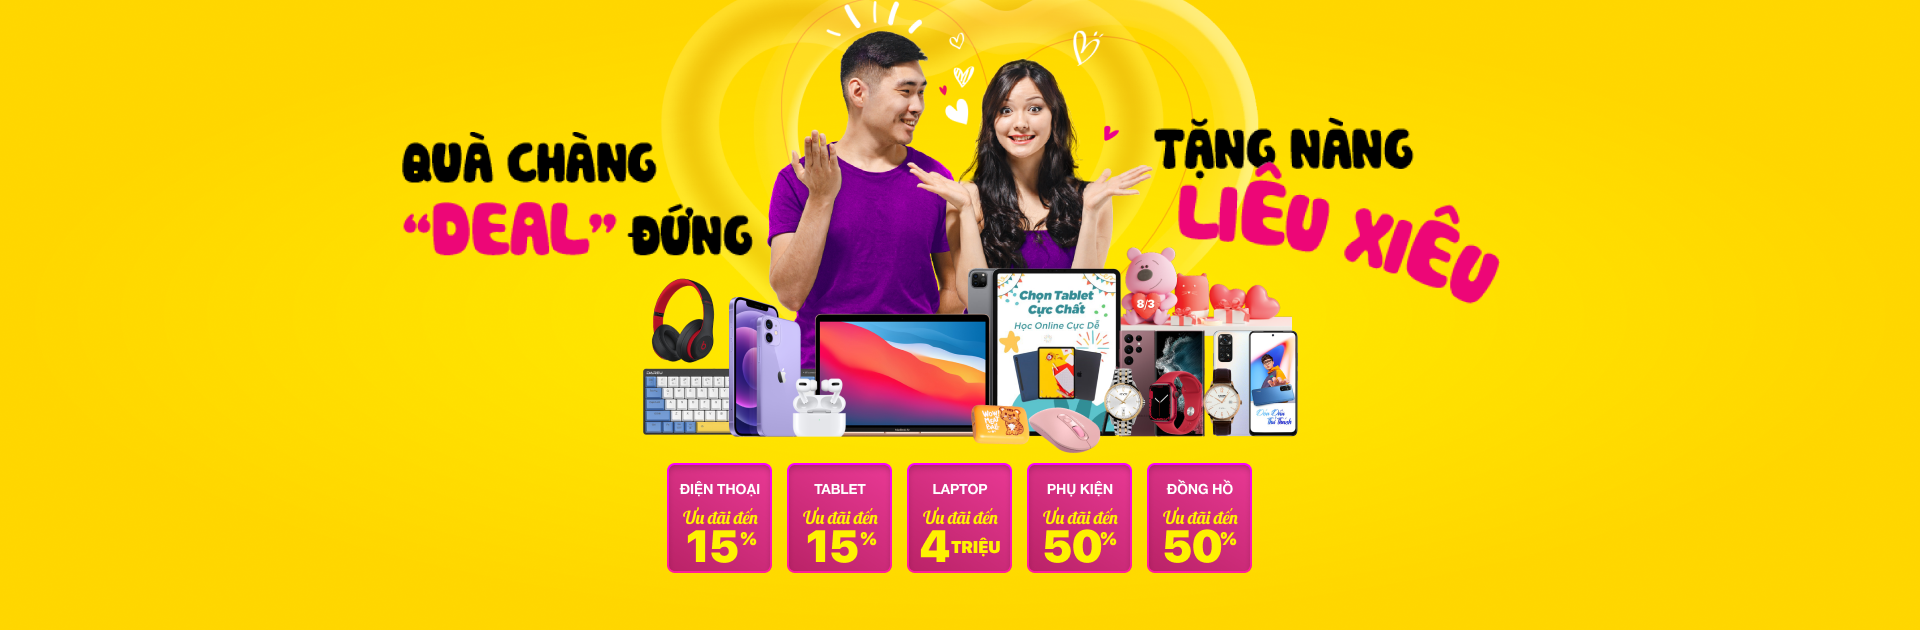 QUÀ CHÀNG
“DEAL” ĐỨNG
TẶNG NÀNG
LIÊU XIÊU
8/3
Chọn Tablet
Cực Chất
Học Online Cực Dễ
DAREU
ĐIỆN THOẠI
Ưu đãi đến
15%
TABLET
Ưu đãi đến
15%
LAPTOP
Ưu đãi đến
4 TRIỆU
PHỤ KIỆN
Ưu đãi đến
50%
ĐỒNG HỒ
Ưu đãi đến
50%